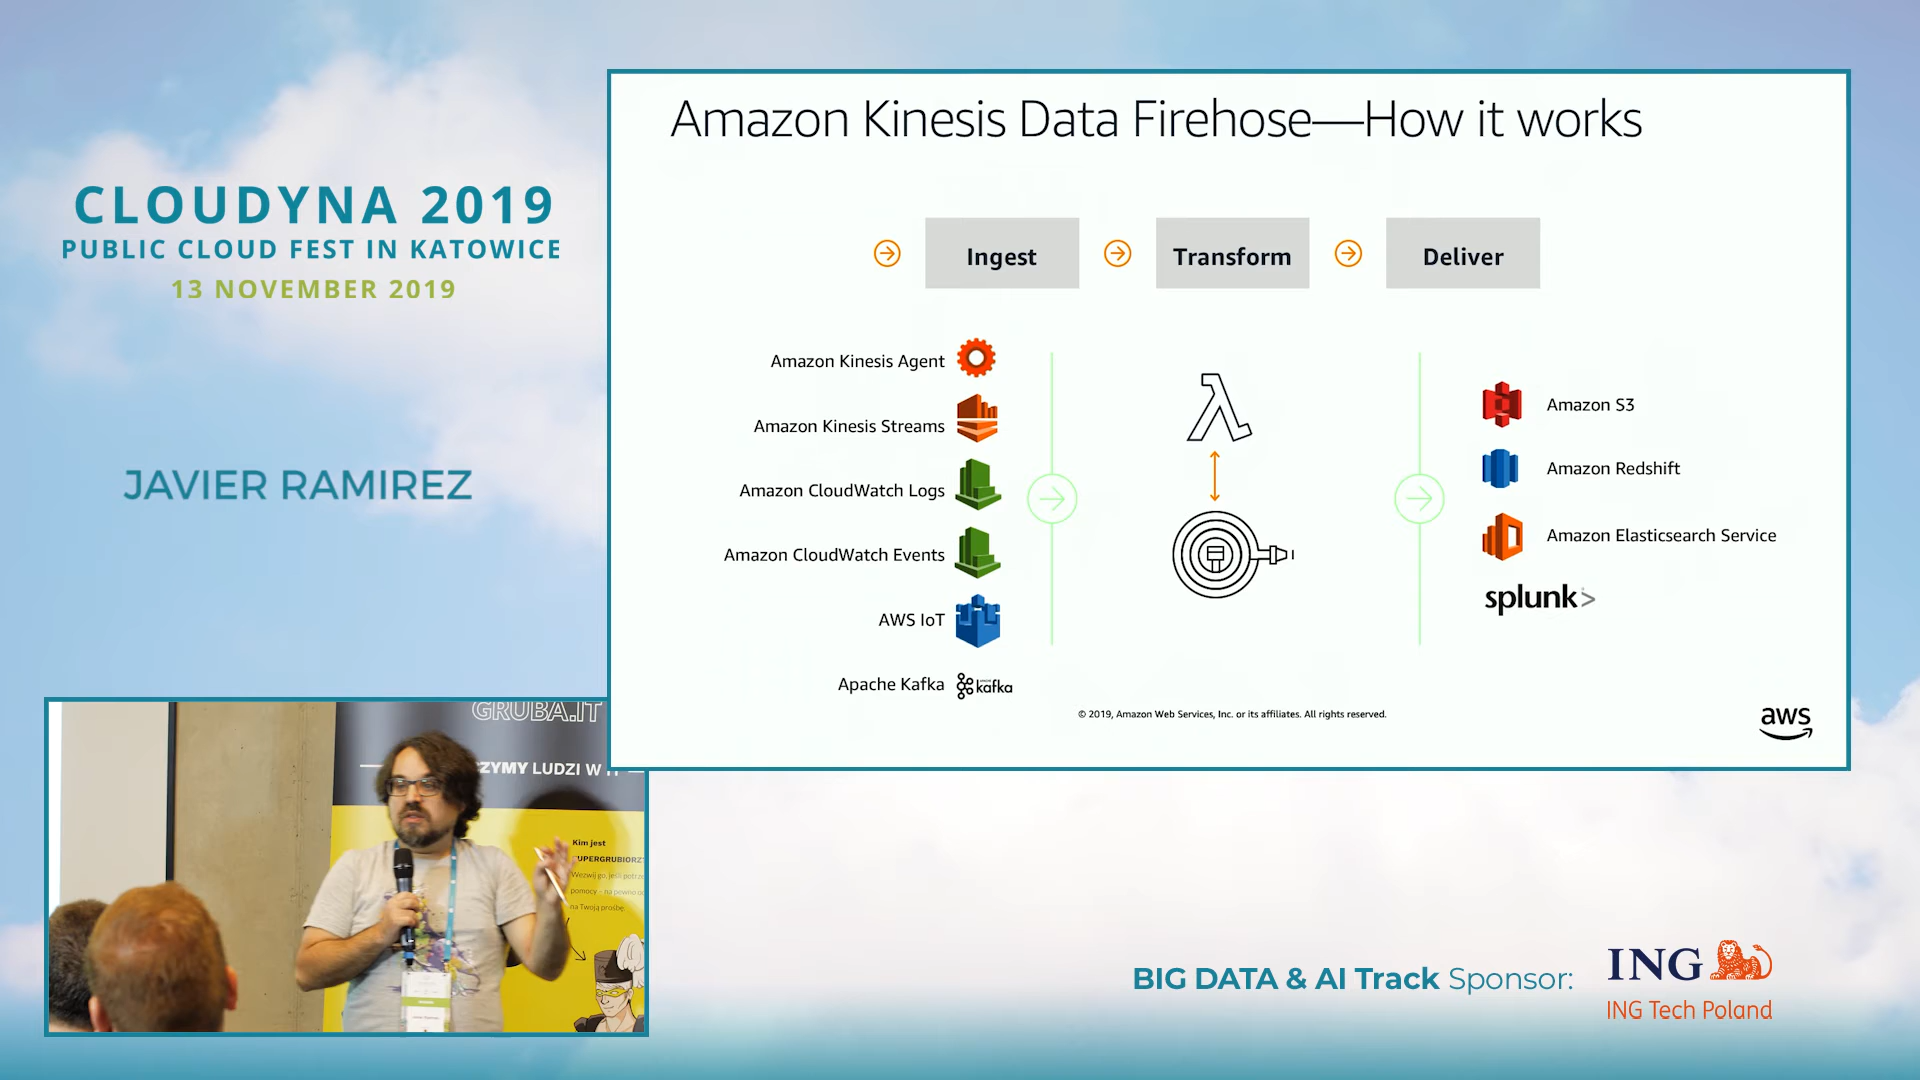 CLOUDYNA 2019
PUBLIC CLOUD FEST IN KATOWICE
13 NOVEMBER 2019
JAVIER RAMIREZ
Amazon Kinesis Data Firehose—How it works
Ingest
Transform
Deliver
Amazon Kinesis Agent
Amazon Kinesis Streams
Amazon CloudWatch Logs
Amazon CloudWatch Events
AWS IoT
Apache Kafka
kafka
Amazon S3
Amazon Redshift
Amazon Elasticsearch Service
splunk>
© 2019, Amazon Web Services, Inc. or its affiliates. All rights reserved.
aws
GRUBA.IT
ZYMY LUDZI W IT
Kim jest
Wezwij go, jeśli
pomocy – na pewno
na Twoją prośbę.
BIG DATA & AI Track Sponsor:
ING
ING Tech Poland